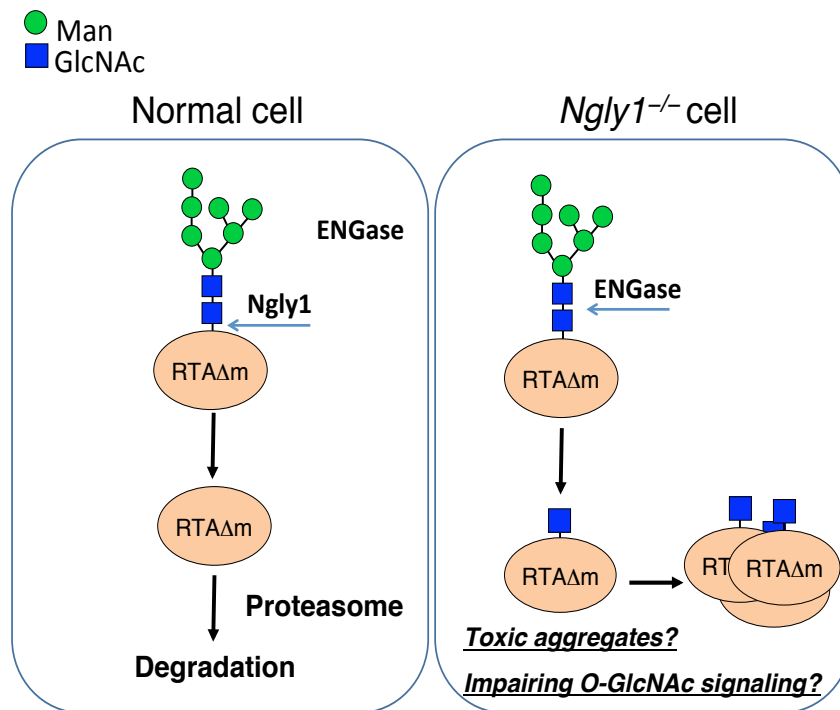 Man
GlcNAc
Normal cell
Ngly1–/– cell
ENGase
Ngly1
RTAΔm
RTAΔm
Proteasome
Degradation
ENGase
RTAΔm
RTAΔm
RTAΔm
Toxic aggregates?
Impairing O-GlcNAc signaling?